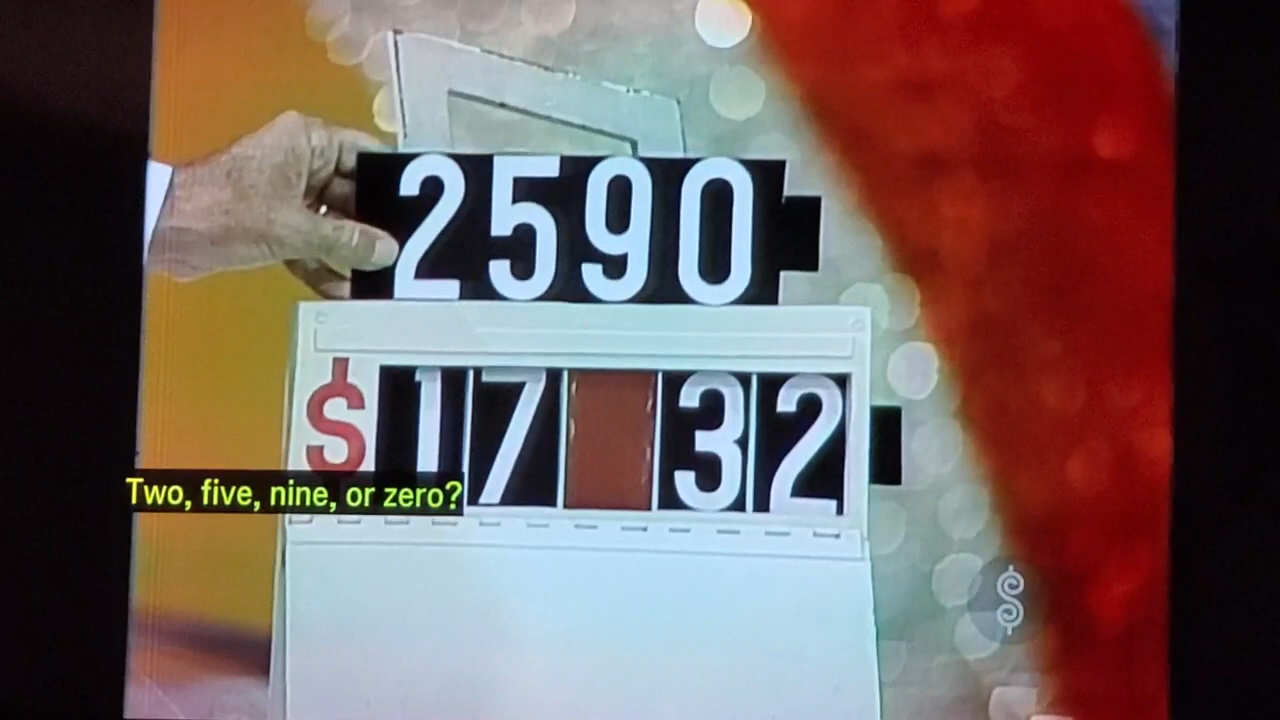 2590
$17 32
Two, five, nine, or zero?
$